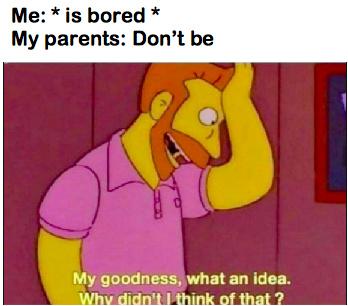 Me: * is bored *
My parents: Don't be
My goodness, what an idea.
Why didn't I think of that ?